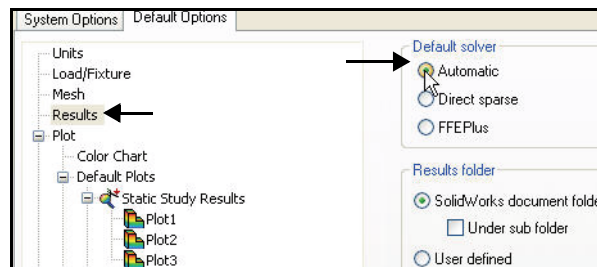 System Options
Default Options
Units
Load/Fixture
Mesh
Results
Plot
Color Chart
Default Plots
Static Study Results
Plot1
Plot2
Plot3
Default solver
Automatic
Direct sparse
FFEPlus
Results folder
SolidWorks document folde
Under sub folder
User defined